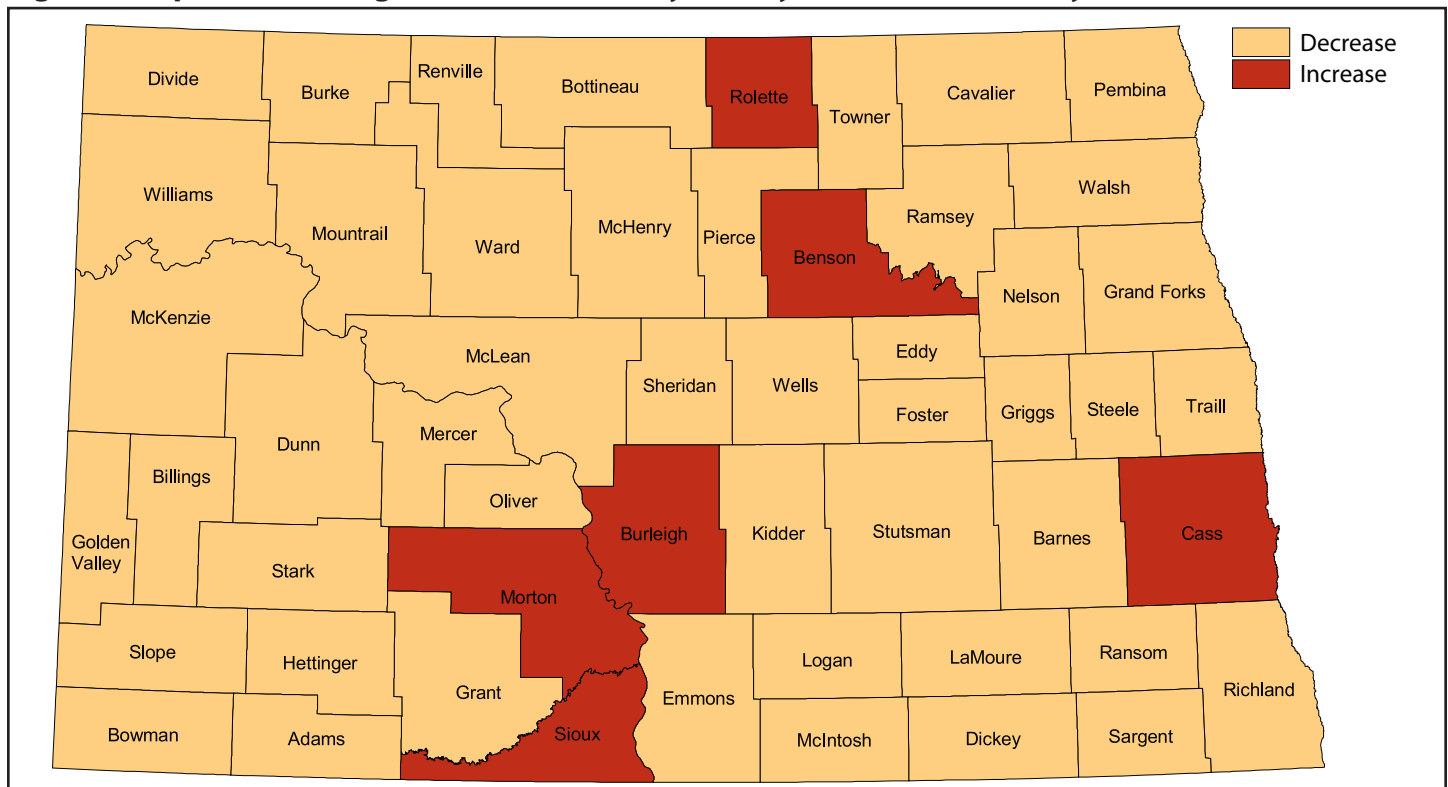 Decrease
Increase
Divide
Burke
Renville
Bottineau
Rolette
Towner
Cavalier
Pembina
Williams
Mountrail
Ward
McHenry
Pierce
Benson
Ramsey
Walsh
McKenzie
Nelson
Grand Forks
McLean
Sheridan
Wells
Eddy
Foster
Griggs
Steele
Traill
Dunn
Mercer
Billings
Oliver
Golden
Valley
Stark
Morton
Burleigh
Kidder
Stutsman
Barnes
Cass
Slope
Hettinger
Grant
Sioux
Emmons
Logan
LaMoure
Ransom
Richland
Bowman
Adams
McIntosh
Dickey
Sargent